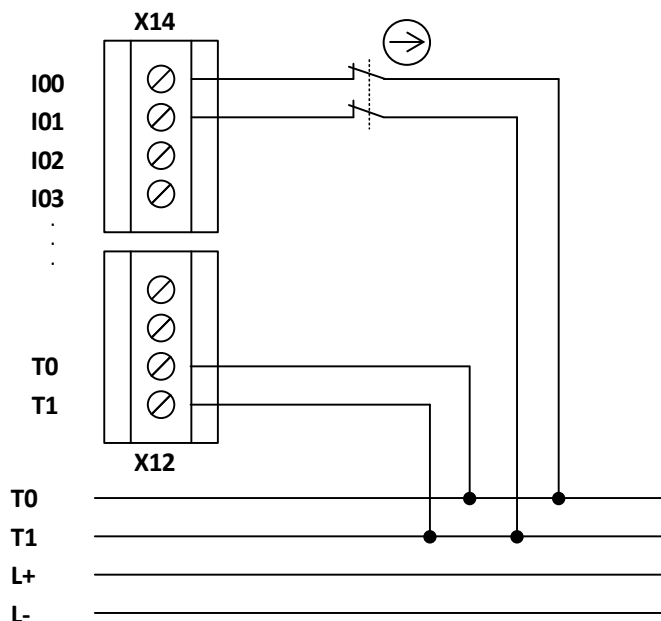 X14
I00
I01
I02
I03
.
.
.
T0
T1
X12
T0
T1
L+
L-